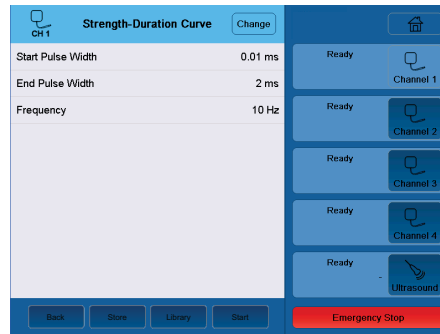 CH 1
Strength-Duration Curve
Change
Start Pulse Width 0.01 ms
End Pulse Width 2 ms
Frequency 10 Hz
Back
Store
Library
Start
Ready
Channel 1
Ready
Channel 2
Ready
Channel 3
Ready
Channel 4
Ready
Ultrasound
Emergency Stop